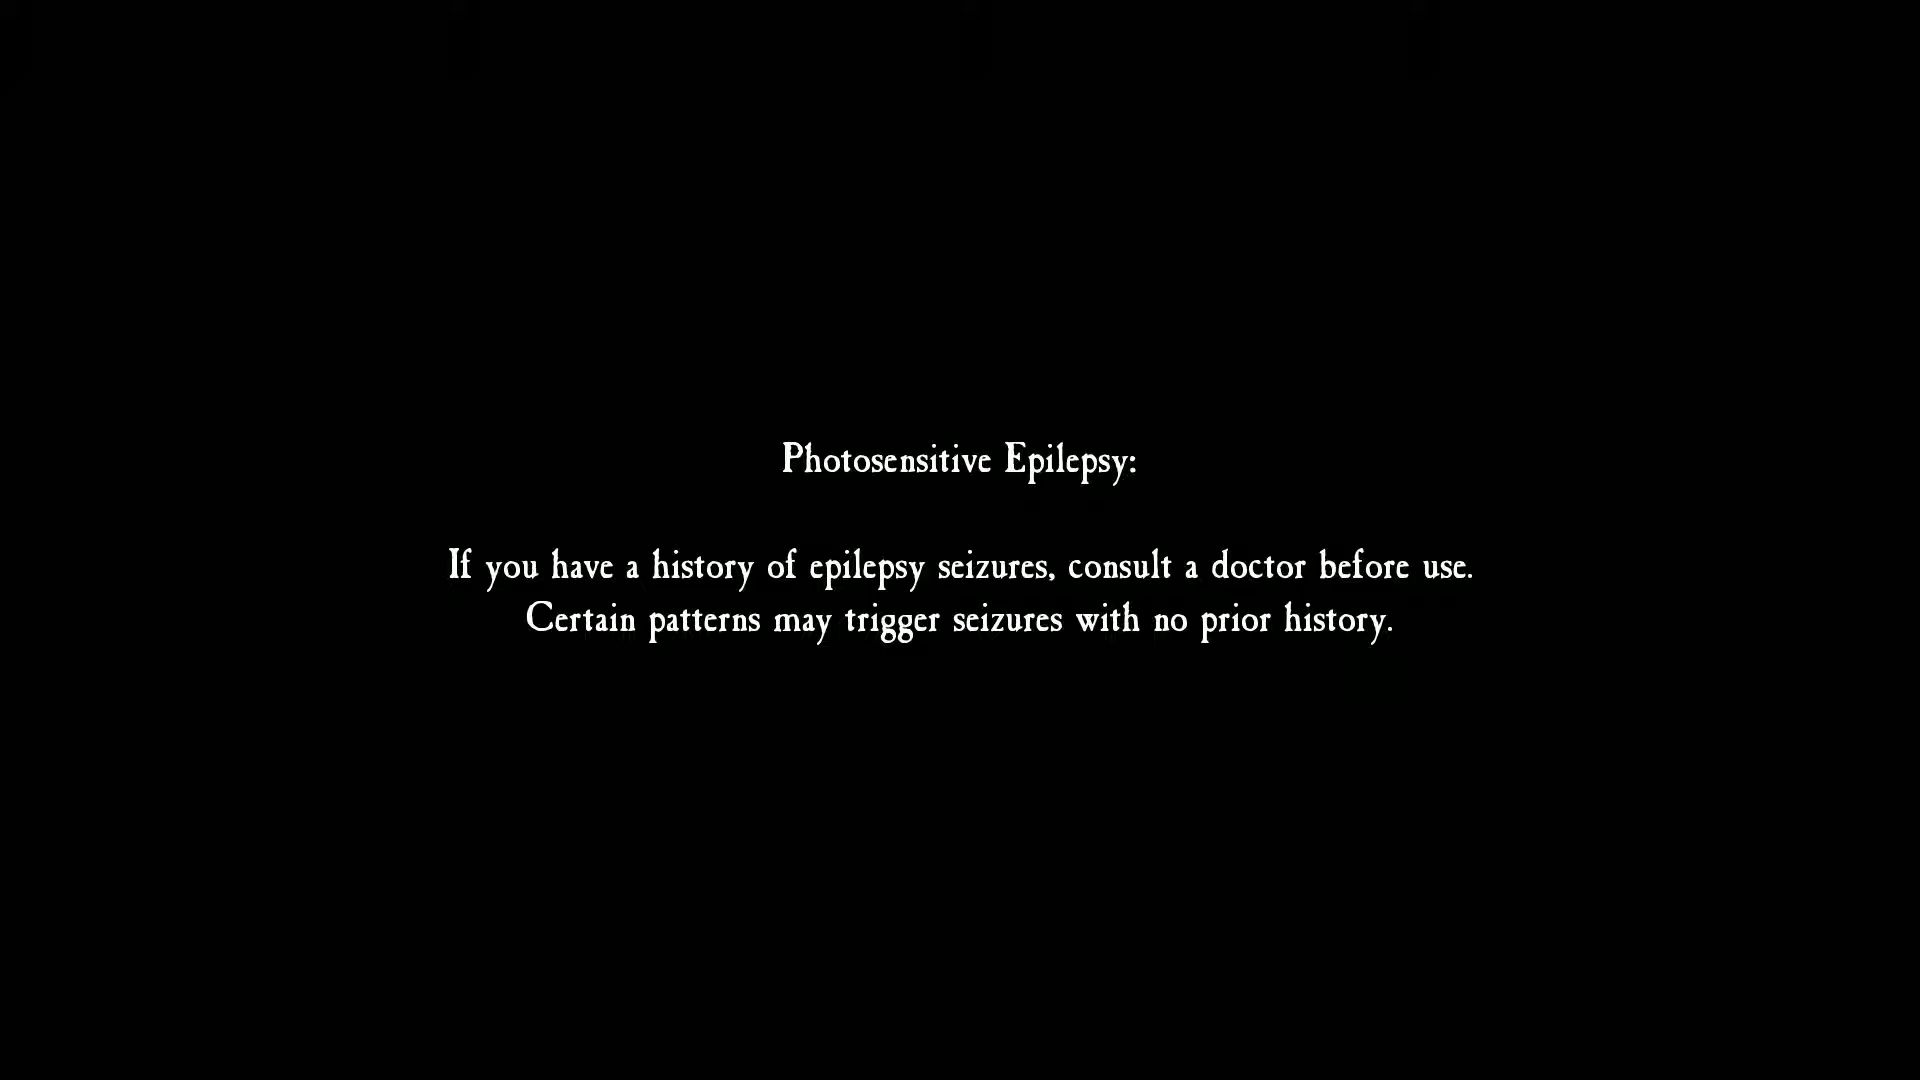 Photosensitive Epilepsy:
If you have a history of epilepsy seizures, consult a doctor before use.
Certain patterns may trigger seizures with no prior history.